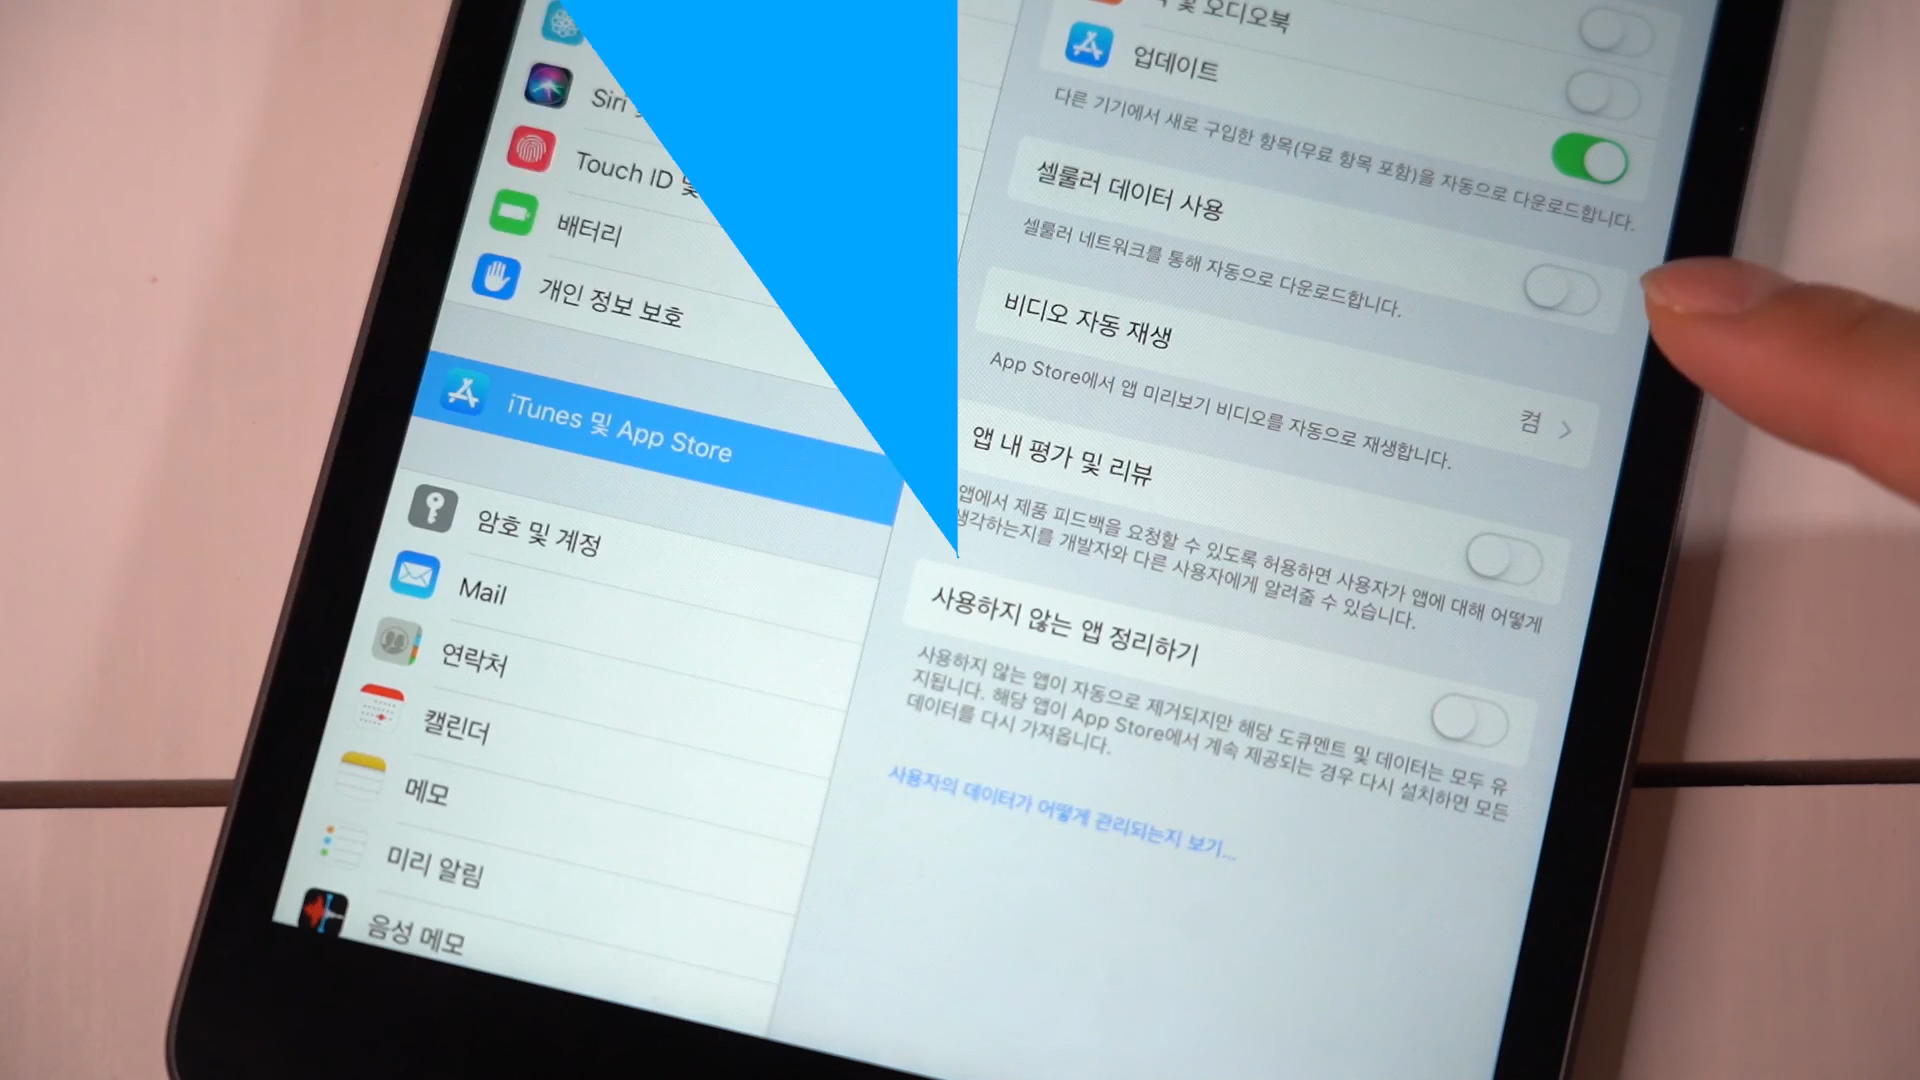 Siri
Touch ID 및
배터리
개인 정보 보호
iTunes 및 App Store
암호 및 계정
Mail
연락처
캘린더
메모
미리 알림
음성 메모
및 오디오북
업데이트
다른 기기에서 새로 구입한 항목(무료 항목 포함)을 자동으로 다운로드합니다.
셀룰러 데이터 사용
셀룰러 네트워크를 통해 자동으로 다운로드합니다.
비디오 자동 재생
켬
App Store에서 앱 미리보기 비디오를 자동으로 재생합니다.
앱 내 평가 및 리뷰
앱에서 제품 피드백을 요청할 수 있도록 허용하면 사용자가 앱에 대해 어떻게
생각하는지를 개발자와 다른 사용자에게 알려줄 수 있습니다.
사용하지 않는 앱 정리하기
사용하지 않는 앱이 자동으로 제거되지만 해당 도큐멘트 및 데이터는 모두 유
지됩니다. 해당 앱이 App Store에서 계속 제공되는 경우 다시 설치하면 모든
데이터를 다시 가져옵니다.
사용자의 데이터가 어떻게 관리되는지 보기...